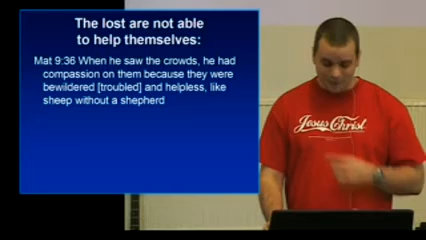 The lost are not able
to help themselves:
Mat 9:36 When he saw the crowds, he had
compassion on them because they were
bewildered [troubled] and helpless, like
sheep without a shepherd
Jesus Christ